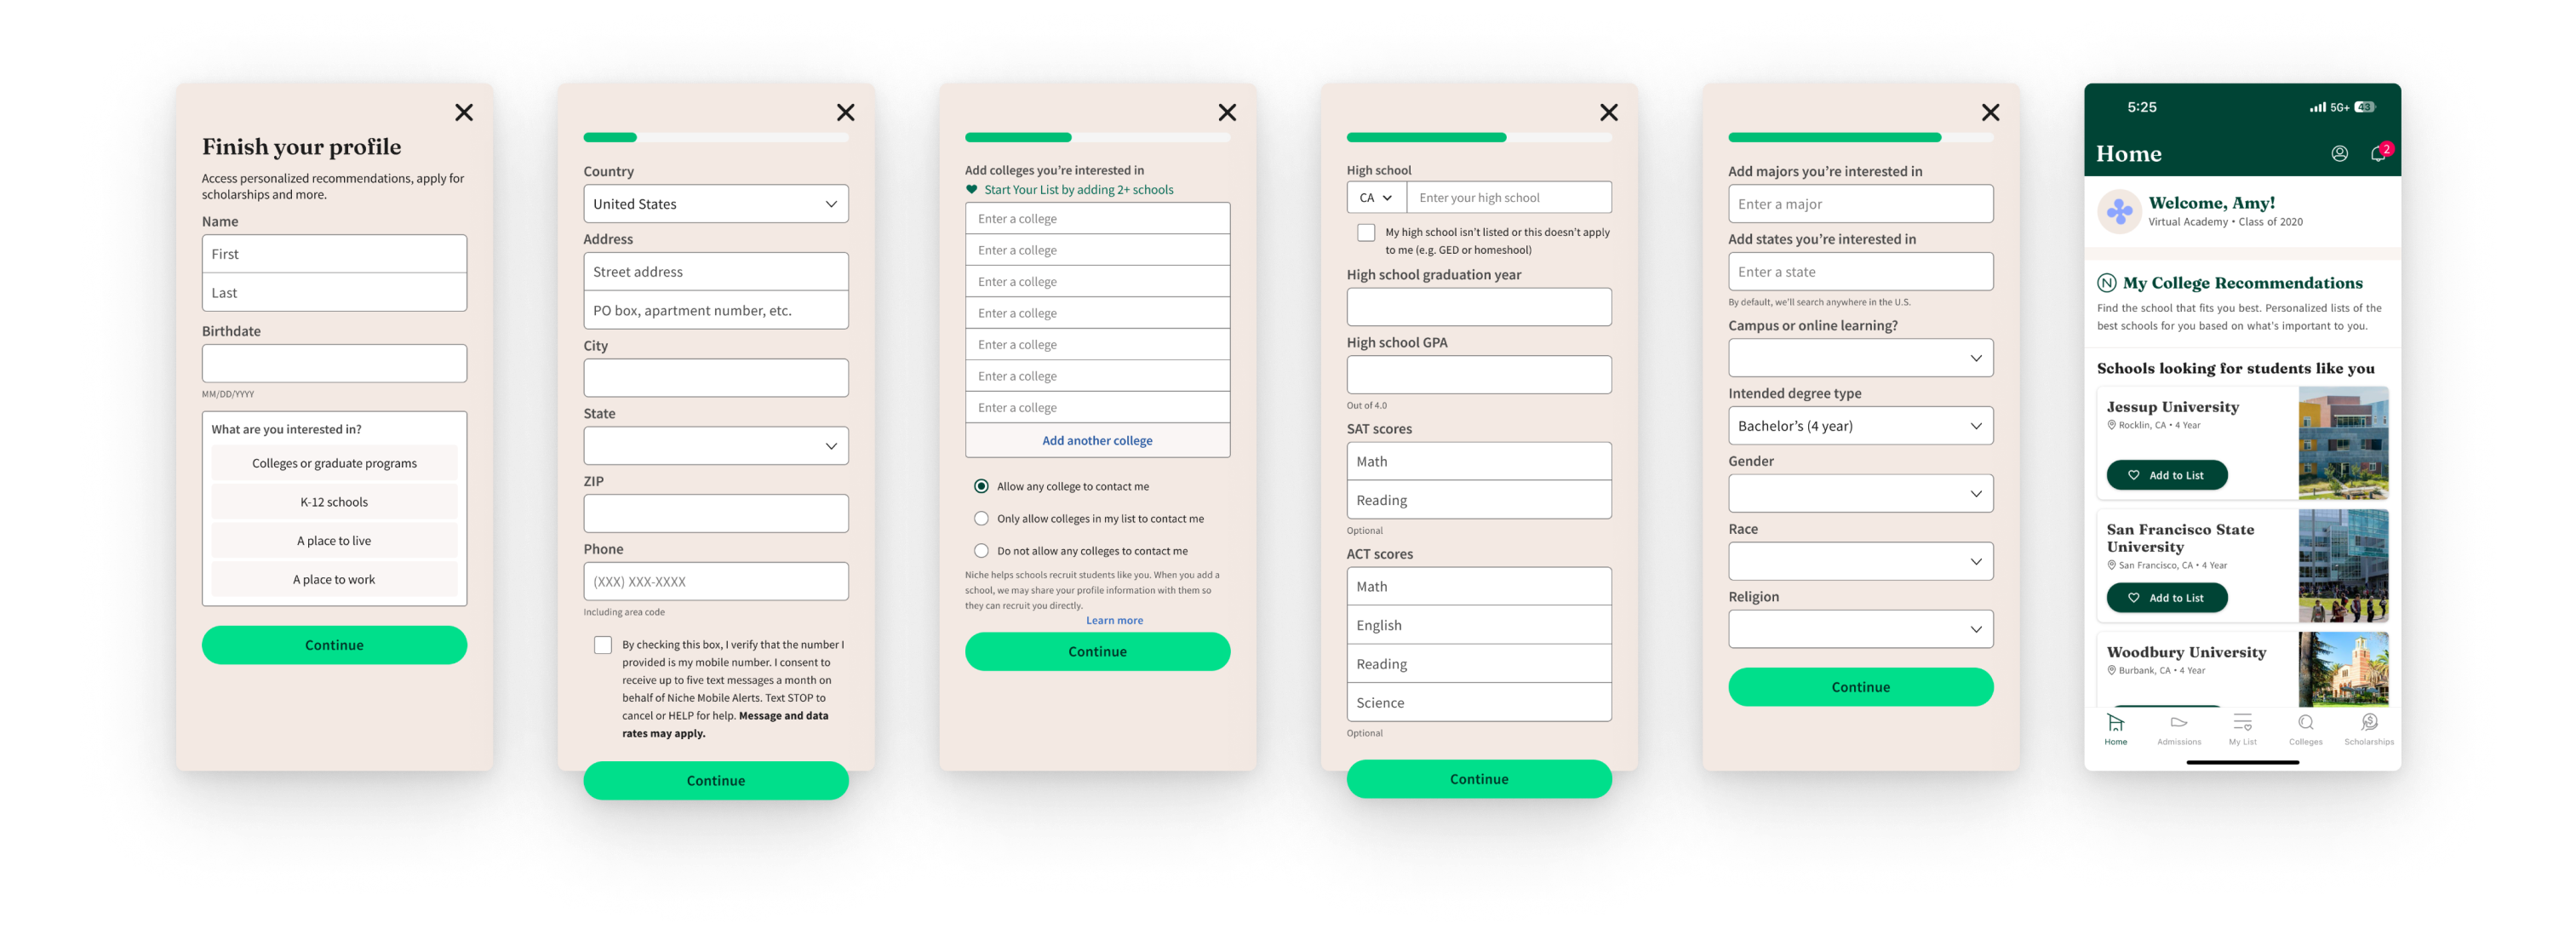 Finish your profile
Access personalized recommendations, apply for
scholarships and more.
Name
First
Last
Birthdate
MM/DD/YYYY
What are you interested in?
Colleges or graduate programs
K-12 schools
A place to live
A place to work
Continue
Country
United States
Address
Street address
PO box, apartment number, etc.
City
State
ZIP
Phone
(XXX) XXX-XXXX
Including area code
By checking this box, I verify that the number I
provided is my mobile number. I consent to
receive up to five text messages a month on
behalf of Niche Mobile Alerts. Text STOP to
cancel or HELP for help. Message and data
rates may apply.
Continue
Add colleges you're interested in
Start Your List by adding 2+ schools
Enter a college
Enter a college
Enter a college
Enter a college
Enter a college
Enter a college
Enter a college
Add another college
Allow any college to contact me
Only allow colleges in my list to contact me
Do not allow any colleges to contact me
Niche helps schools recruit students like you. When you add a
school, we may share your profile information with them so
they can recruit you directly.
Learn more
Continue
High school
CA
Enter your high school
My high school isn't listed or this doesn't apply
to me (e.g. GED or homeshool)
High school graduation year
High school GPA
Out of 4.0
SAT scores
Math
Reading
Optional
ACT scores
Math
English
Reading
Science
Optional
Continue
Add majors you're interested in
Enter a major
Add states you're interested in
Enter a state
By default, we'll search anywhere in the U.S.
Campus or online learning?
Intended degree type
Bachelor's (4 year)
Gender
Race
Religion
Continue
5:25
5G+ 43
Home
2
Welcome, Amy!
Virtual Academy • Class of 2020
N My College Recommendations
Find the school that fits you best. Personalized lists of the
best schools for you based on what's important to you.
Schools looking for students like you
Jessup University
Rocklin, CA • 4 Year
Add to List
San Francisco State
University
San Francisco, CA • 4 Year
Add to List
Woodbury University
Burbank, CA • 4 Year
Home
Admissions
My List
Colleges
Scholarships